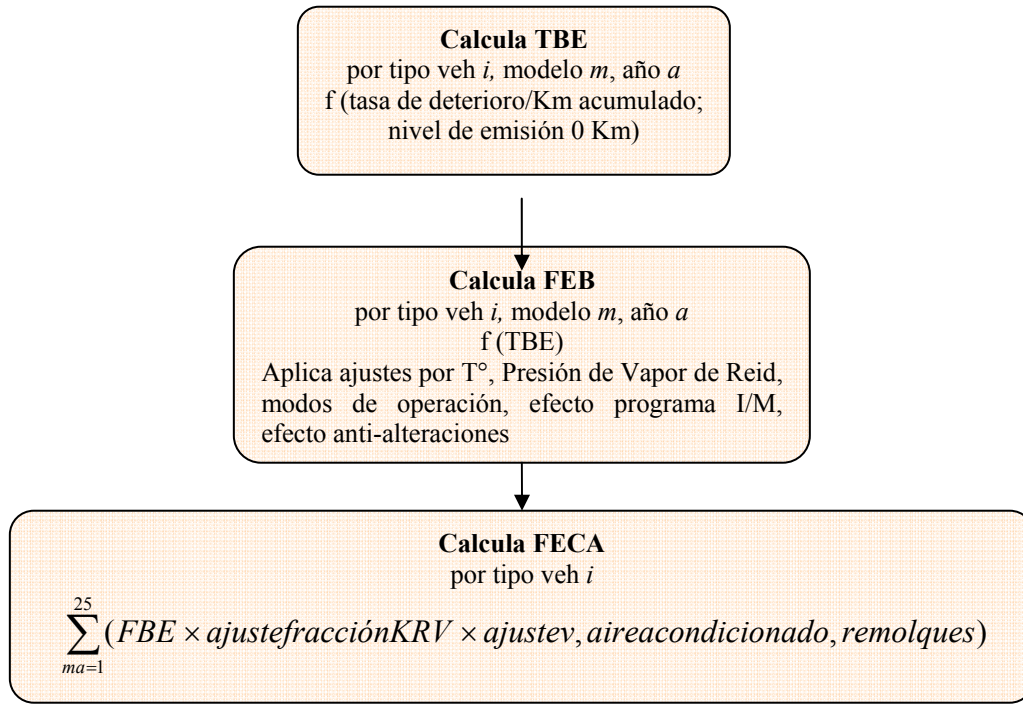 Calcula TBE
por tipo veh i, modelo m, año a
f (tasa de deterioro/Km acumulado;
nivel de emisión 0 Km)
Calcula FEB
por tipo veh i, modelo m, año a
f (TBE)
Aplica ajustes por T°, Presión de Vapor de Reid,
modos de operación, efecto programa I/M,
efecto anti-alteraciones
Calcula FECA
por tipo veh i
25
∑(FBE × ajustefracciónKRV × ajustev, aireacondicionado, remolques)
ma=1